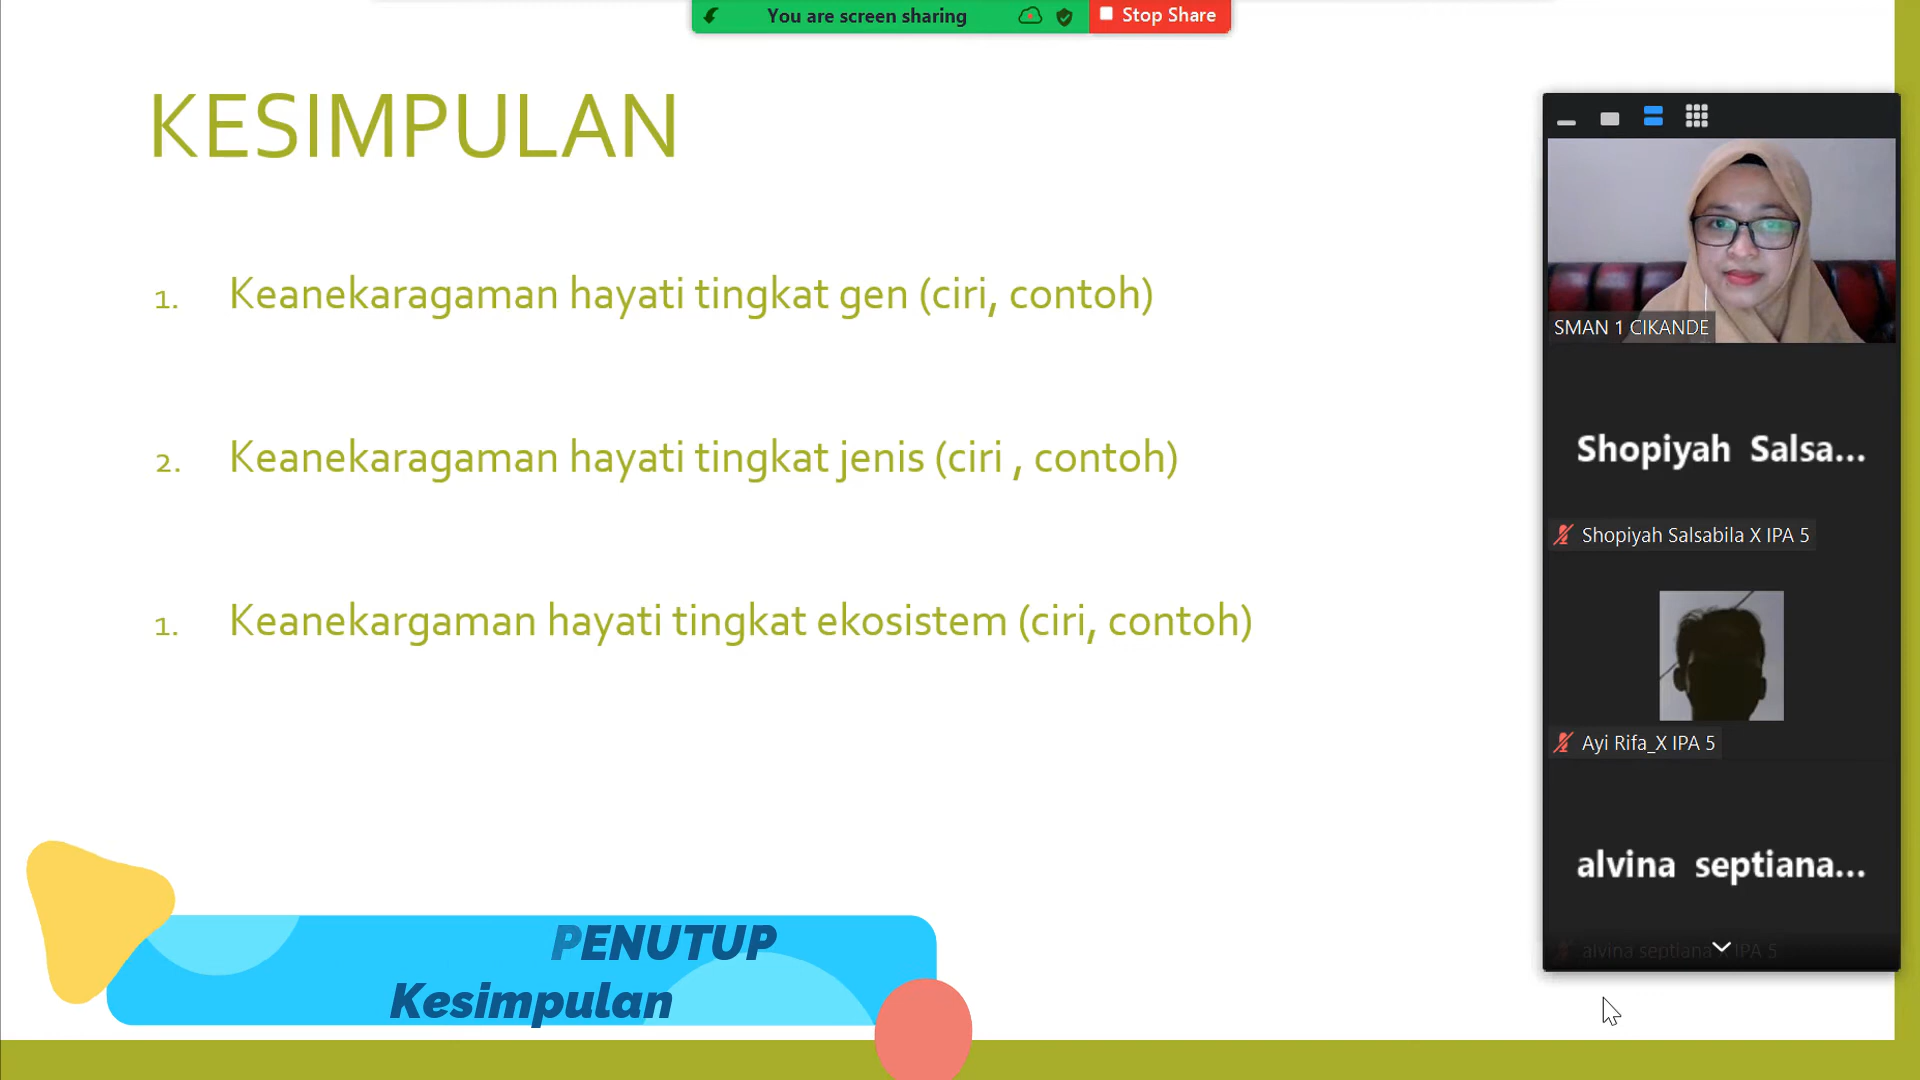 You are screen sharing
Stop Share
KESIMPULAN
1. Keanekaragaman hayati tingkat gen (ciri, contoh)
2. Keanekaragaman hayati tingkat jenis (ciri , contoh)
1. Keanekargaman hayati tingkat ekosistem (ciri, contoh)
PENUTUP
Kesimpulan
SMAN 1 CIKANDE
Shopiyah Salsa...
Shopiyah Salsabila X IPA 5
Ayi Rifa_X IPA 5
alvina septiana...
alvina septiana X IPA 5